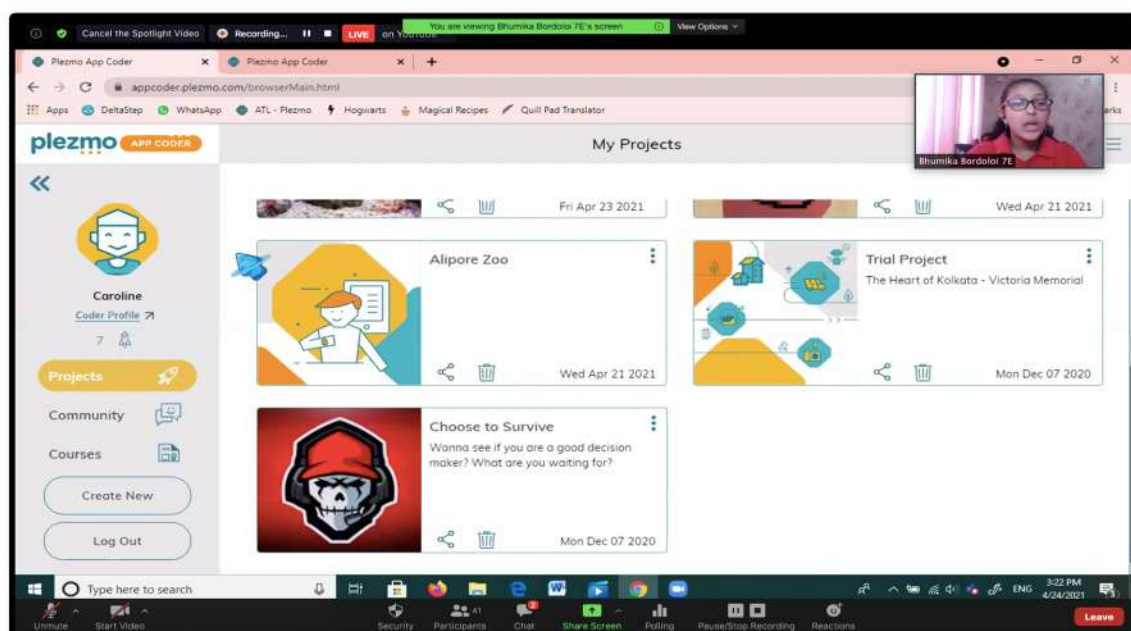 Cancel the Spotlight Video
Recording...
LIVE
on YouTube
You are viewing Bhumika Bordoloi 7E's screen
View Options
Plezmo App Coder
Plezmo App Coder
appcoder.plezmo.com/browserMain.html
Apps
DeltaStep
WhatsApp
ATL - Plezmo
Hogwarts
Magical Recipes
Quill Pad Translator
plezmo APP CODER
My Projects
Bhumika Bordoloi 7E
Fri Apr 23 2021
Wed Apr 21 2021
Caroline
Coder Profile
7
Projects
Community
Courses
Create New
Log Out
Alipore Zoo
Wed Apr 21 2021
Trial Project
The Heart of Kolkata - Victoria Memorial
Mon Dec 07 2020
Choose to Survive
Wanna see if you are a good decision
maker? What are you waiting for?
Mon Dec 07 2020
Type here to search
ENG
3:22 PM
4/24/2021
Unmute
Start Video
Security
Participants
41
Chat
2
Share Screen
Polling
Pause/Stop Recording
Reactions
Leave